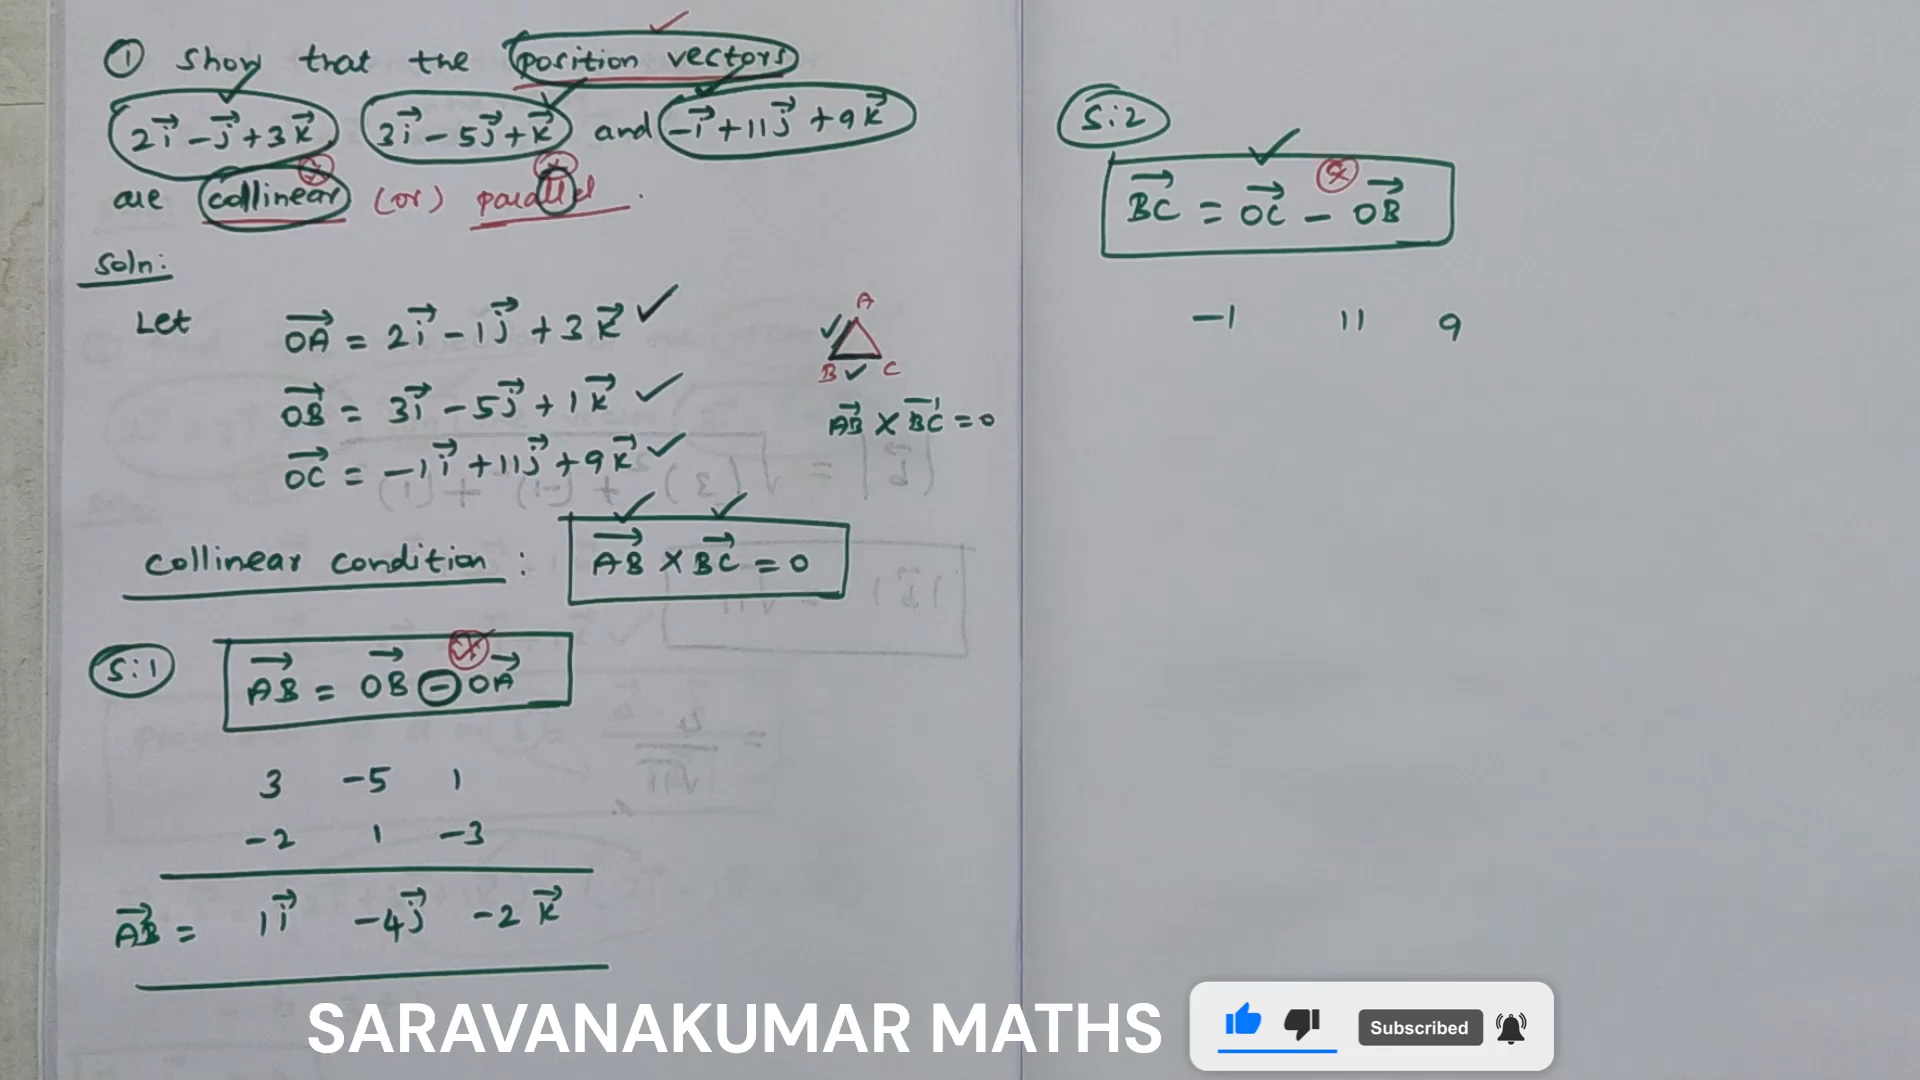 ① Show that the position vectors
2i⃗ - j⃗ + 3k⃗ 3i⃗ - 5j⃗ + k⃗ and -i⃗ + 11j⃗ + 9k⃗
are collinear (or) parallel .
Soln:
Let OA⃗ = 2i⃗ - 1j⃗ + 3k⃗
OB⃗ = 3i⃗ - 5j⃗ + 1k⃗
OC⃗ = -1i⃗ + 11j⃗ + 9k⃗
A
B C
AB⃗ × BC⃗ = 0
collinear condition : AB⃗ × BC⃗ = 0
S:1
AB⃗ = OB⃗ - OA⃗
3 -5 1
-2 1 -3
AB⃗ = 1i⃗ -4j⃗ -2k⃗
S:2
BC⃗ = OC⃗ - OB⃗
-1 11 9
SARAVANAKUMAR MATHS
Subscribed